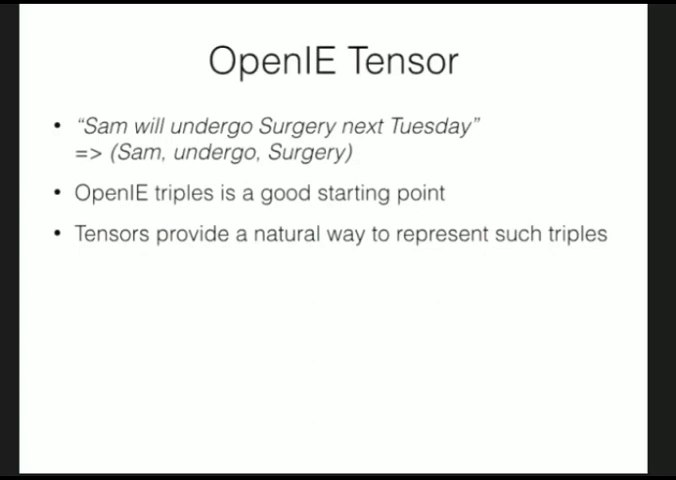 OpenIE Tensor
• "Sam will undergo Surgery next Tuesday"
=> (Sam, undergo, Surgery)
• OpenIE triples is a good starting point
• Tensors provide a natural way to represent such triples